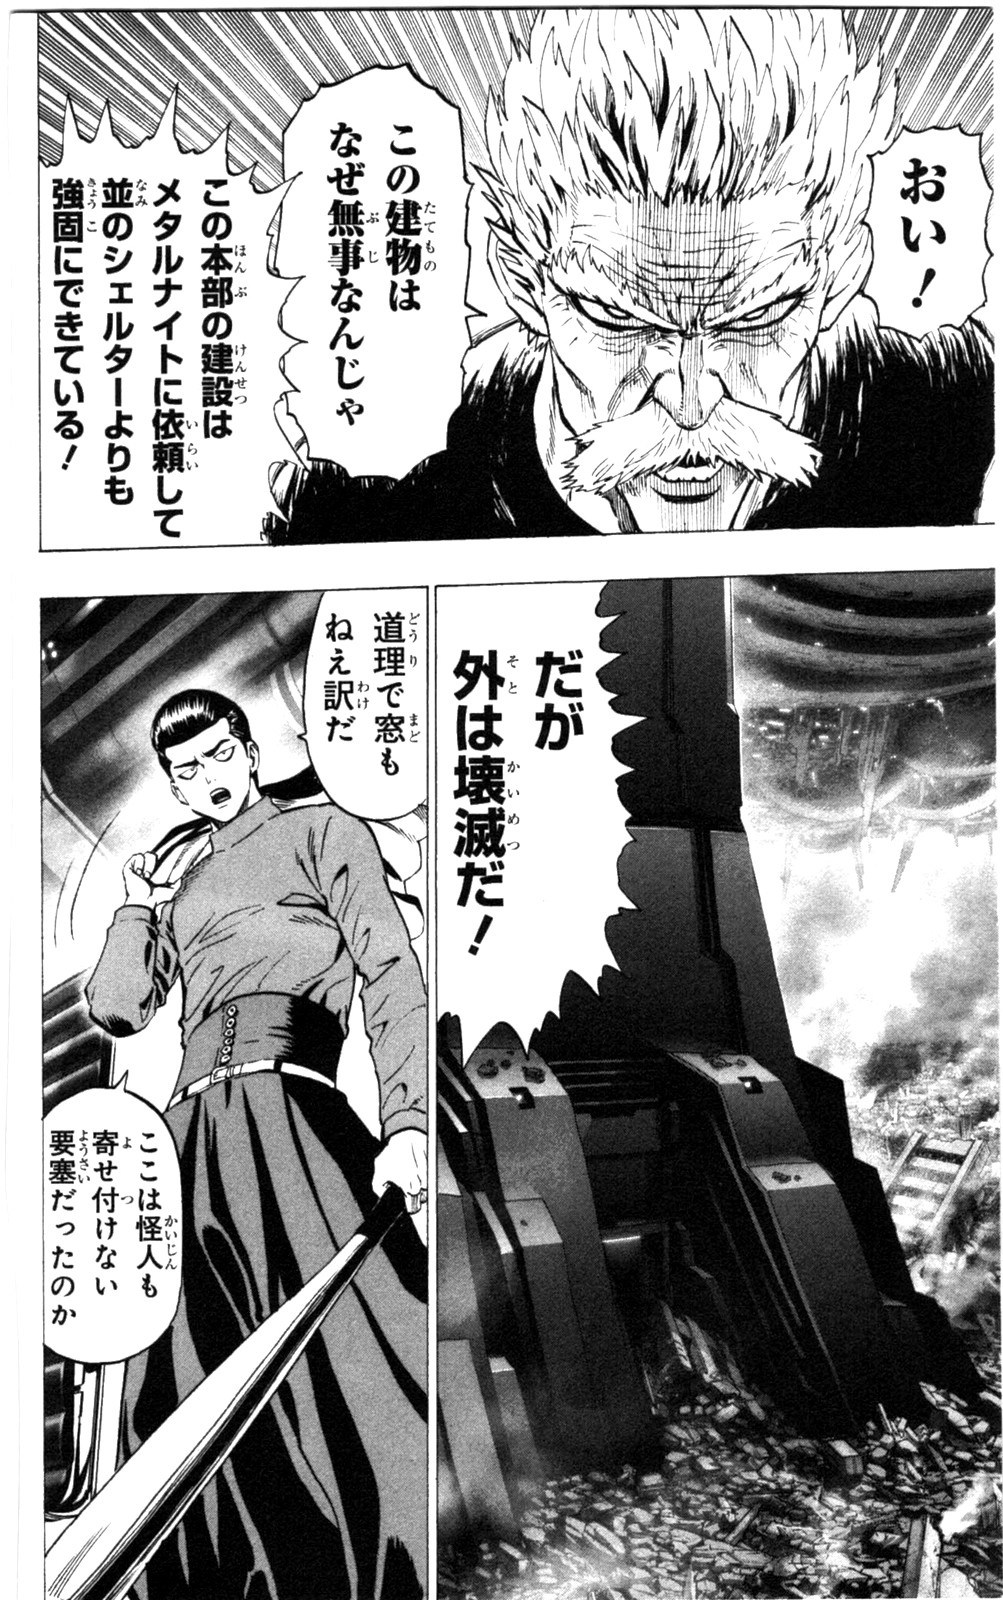 おい！
この建物は
なぜ無事なんじゃ
この本部の建設は
メタルナイトに依頼して
並のシェルターよりも
強固にできている！
だが
外は壊滅だ！
道理で窓も
ねぇ訳だ
ここは怪人も
寄せ付けない
要塞だったのか